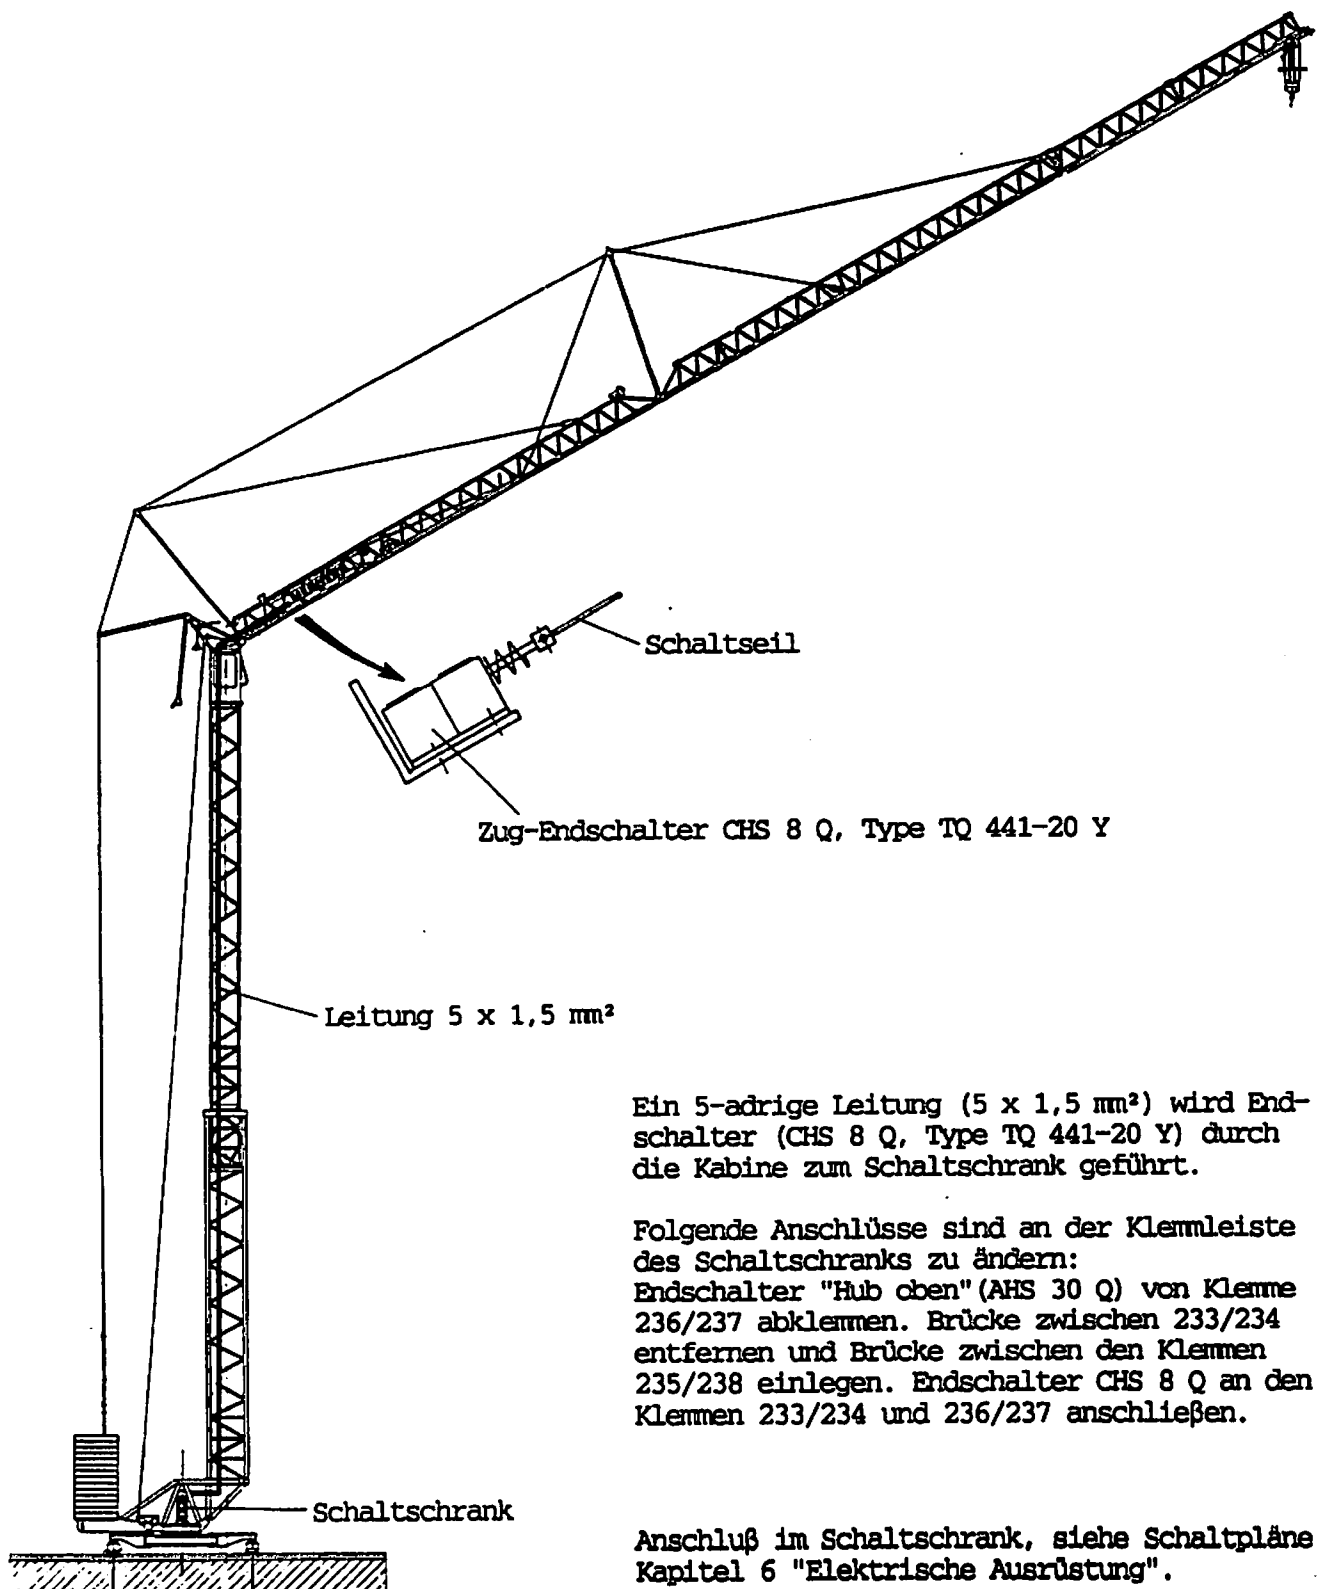 Schaltseil
Zug-Endschalter CHS 8 Q, Type TQ 441-20 Y
Leitung 5 x 1,5 mm²
Ein 5-adrige Leitung (5 x 1,5 mm²) wird End-
schalter (CHS 8 Q, Type TQ 441-20 Y) durch
die Kabine zum Schaltschrank geführt.
Folgende Anschlüsse sind an der Klemmleiste
des Schaltschranks zu ändern:
Endschalter "Hub oben" (AHS 30 Q) von Klemme
236/237 abklemmen. Brücke zwischen 233/234
entfernen und Brücke zwischen den Klemmen
235/238 einlegen. Endschalter CHS 8 Q an den
Klemmen 233/234 und 236/237 anschließen.
Schaltschrank
Anschluß im Schaltschrank, siehe Schaltpläne
Kapitel 6 "Elektrische Ausrüstung".